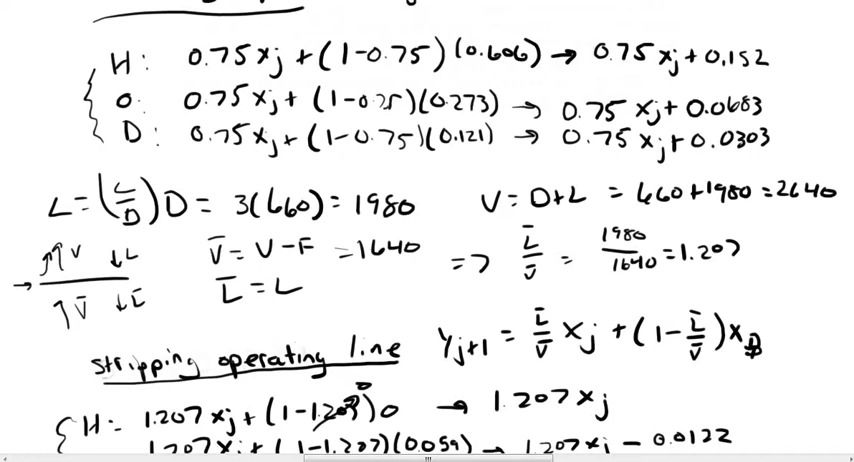 H: 0.75xj + (1-0.75)(0.606) → 0.75xj + 0.152
O: 0.75xj + (1-0.25)(0.273) → 0.75xj + 0.0683
D: 0.75xj + (1-0.75)(0.121) → 0.75xj + 0.0303
L = (L/D) D = 3(660) = 1980 V = D+L = 660+1980 = 2640
↑↑V ↓L V̄ = V-F = 1640 => L̄/V̄ = 1980/1640 = 1.207
→
↑V̄ ↓L̄ L̄ = L
stripping operating line yj+1 = L̄/V̄ xj + (1 - L̄/V̄)xB
H: 1.207xj + (1-1.207)0 → 1.207xj
1.207xj + (1-1.207)(0.059) → 1.207xj - 0.0122